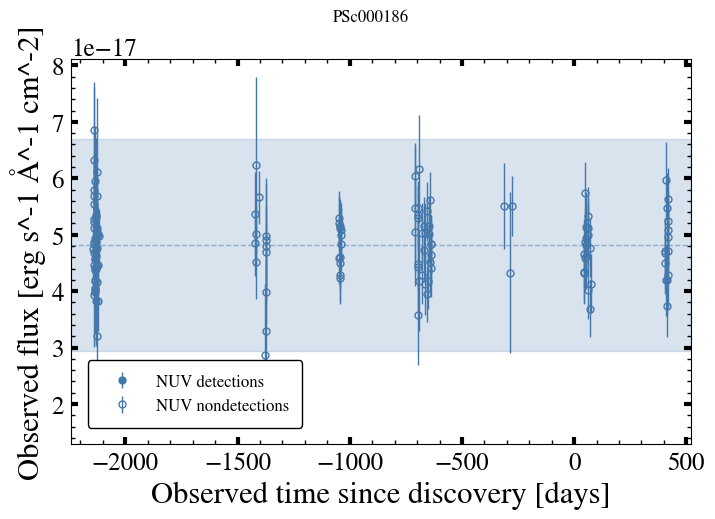 PSc000186
1e−17
8
7
6
5
4
3
2
Observed flux [erg s^-1 Å^-1 cm^-2]
NUV detections
NUV nondetections
−2000 −1500 −1000 −500 0 500
Observed time since discovery [days]